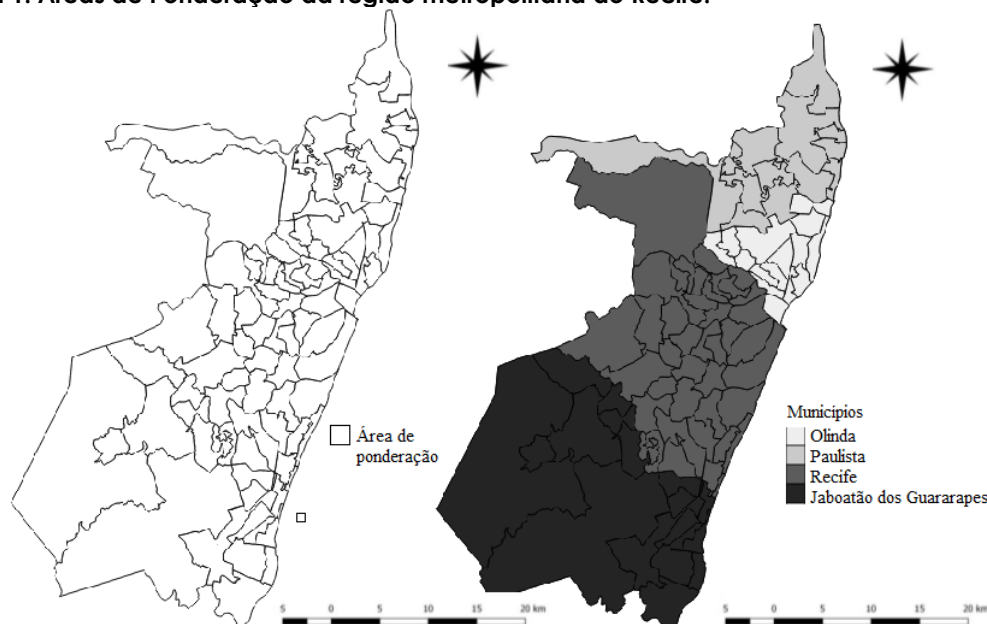 1. Áreas de Ponderação da região metropolitana do Recife.
Área de
ponderação
5 0 5 10 15 20 km
Municípios
Olinda
Paulista
Recife
Jaboatão dos Guararapes
5 0 5 10 15 20 km